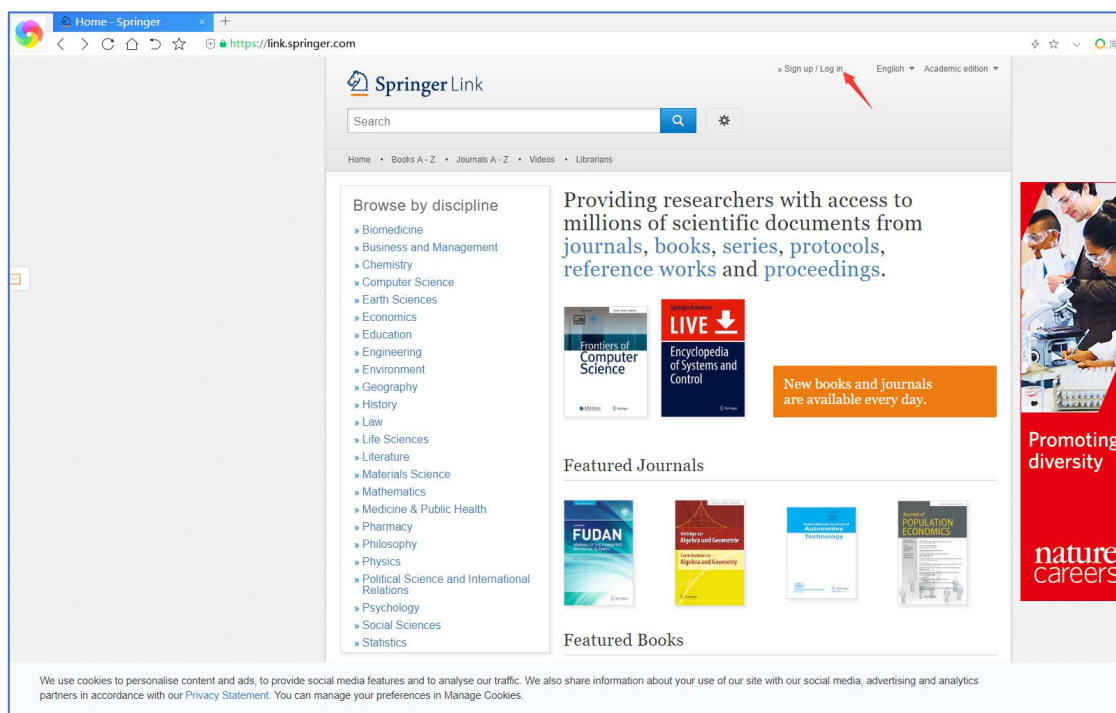 Home - Springer
https://link.springer.com
» Sign up / Log in English Academic edition
Springer Link
Search
Home • Books A - Z • Journals A - Z • Videos • Librarians
Browse by discipline
» Biomedicine
» Business and Management
» Chemistry
» Computer Science
» Earth Sciences
» Economics
» Education
» Engineering
» Environment
» Geography
» History
» Law
» Life Sciences
» Literature
» Materials Science
» Mathematics
» Medicine & Public Health
» Pharmacy
» Philosophy
» Physics
» Political Science and International
Relations
» Psychology
» Social Sciences
» Statistics
Providing researchers with access to
millions of scientific documents from
journals, books, series, protocols,
reference works and proceedings.
Frontiers of
Computer
Science
Springer Reference
LIVE
Encyclopedia
of Systems and
Control
Springer
New books and journals
are available every day.
Featured Journals
FUDAN
Beiträge zur
Algebra und Geometrie
Contributions to
Algebra and Geometry
International Journal of
Automotive
Technology
Journal of
POPULATION
ECONOMICS
Featured Books
Promoting
diversity
nature
careers
We use cookies to personalise content and ads, to provide social media features and to analyse our traffic. We also share information about your use of our site with our social media, advertising and analytics
partners in accordance with our Privacy Statement. You can manage your preferences in Manage Cookies.